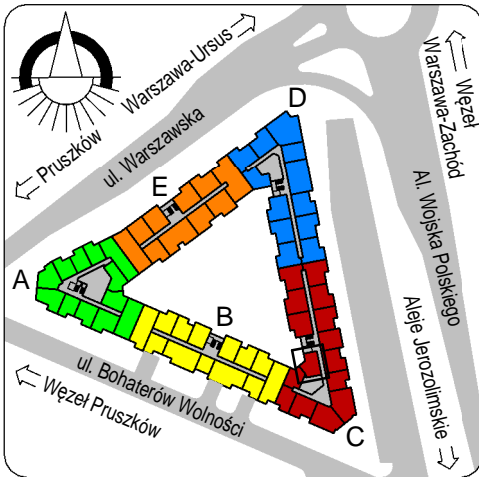 Warszawa-Ursus
Pruszków
ul. Warszawska
Węzeł
Warszawa-Zachód
D
E
A
B
C
Al. Wojska Polskiego
Aleje Jerozolimskie
ul. Bohaterów Wolności
Węzeł Pruszków